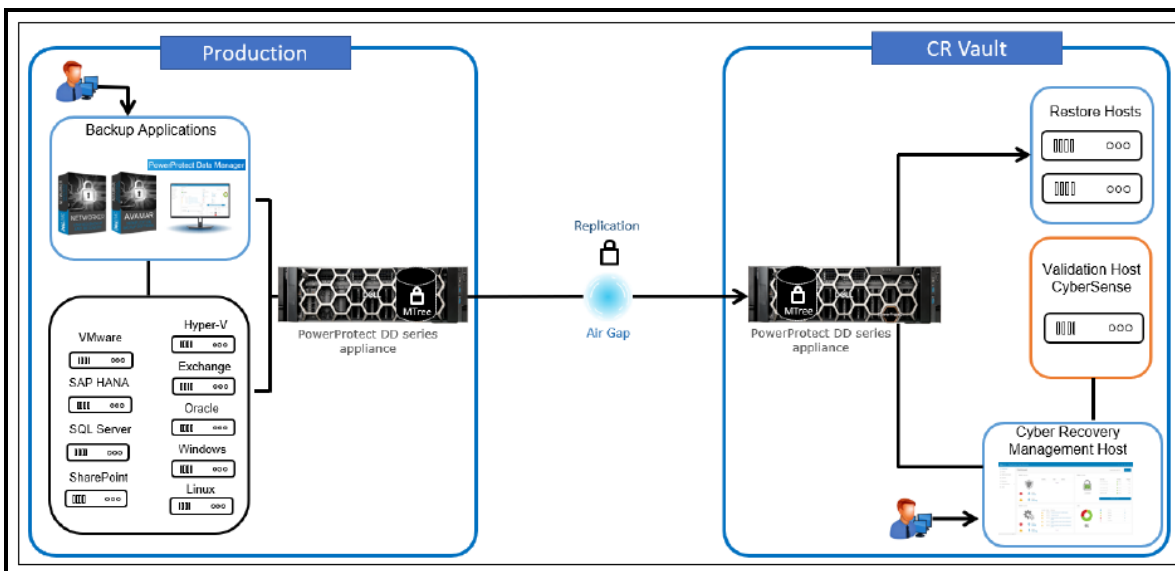 Production
Backup Applications
PowerProtect Data Manager
NETWORKER
AVAMAR
VMware
SAP HANA
SQL Server
SharePoint
Hyper-V
Exchange
Oracle
Windows
Linux
MTree
PowerProtect DD series
appliance
Replication
Air Gap
CR Vault
MTree
PowerProtect DD series
appliance
Restore Hosts
Validation Host
CyberSense
Cyber Recovery
Management Host